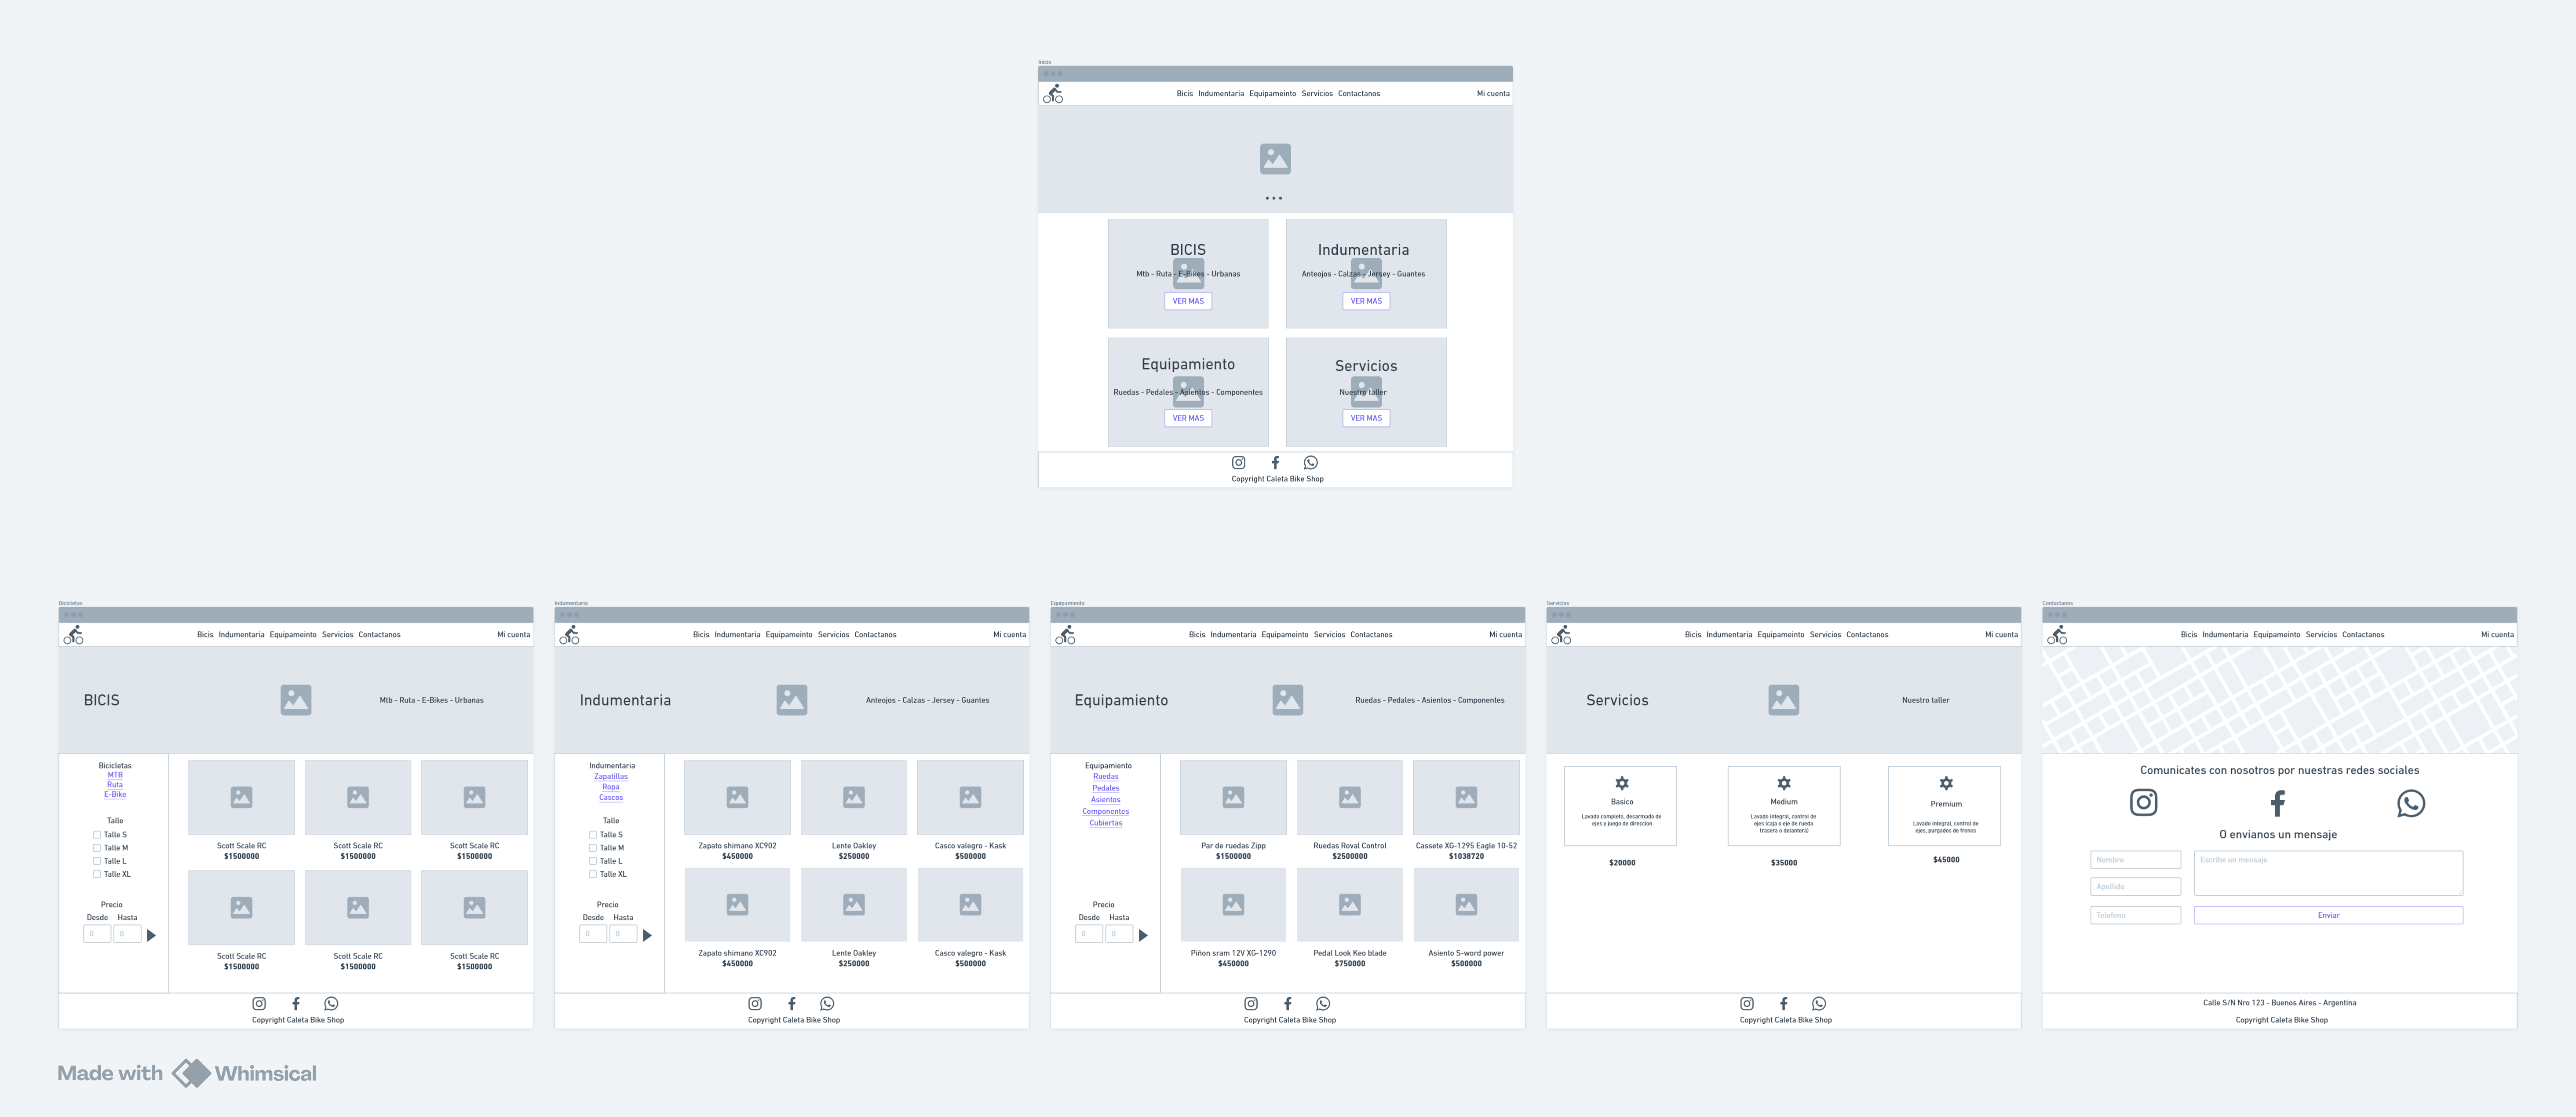 Inicio
Bicis Indumentaria Equipameinto Servicios Contactanos Mi cuenta
BICIS
Mtb - Ruta - E-Bikes - Urbanas
VER MAS
Indumentaria
Anteojos - Calzas - Jersey - Guantes
VER MAS
Equipamiento
Ruedas - Pedales - Asientos - Componentes
VER MAS
Servicios
Nuestro taller
VER MAS
Copyright Caleta Bike Shop
Bicicletas
Bicis Indumentaria Equipameinto Servicios Contactanos Mi cuenta
BICIS
Mtb - Ruta - E-Bikes - Urbanas
Bicicletas
MTB
Ruta
E-Bike
Talle
Talle S
Talle M
Talle L
Talle XL
Precio
Desde Hasta
0 0
Scott Scale RC Scott Scale RC Scott Scale RC
$1500000 $1500000 $1500000
Scott Scale RC Scott Scale RC Scott Scale RC
$1500000 $1500000 $1500000
Copyright Caleta Bike Shop
Indumentaria
Bicis Indumentaria Equipameinto Servicios Contactanos Mi cuenta
Indumentaria
Anteojos - Calzas - Jersey - Guantes
Indumentaria
Zapatillas
Ropa
Cascos
Talle
Talle S
Talle M
Talle L
Talle XL
Precio
Desde Hasta
0 0
Zapato shimano XC902 Lente Oakley Casco valegro - Kask
$450000 $250000 $500000
Zapato shimano XC902 Lente Oakley Casco valegro - Kask
$450000 $250000 $500000
Copyright Caleta Bike Shop
Equipamiento
Bicis Indumentaria Equipameinto Servicios Contactanos Mi cuenta
Equipamiento
Ruedas - Pedales - Asientos - Componentes
Equipamiento
Ruedas
Pedales
Asientos
Componentes
Cubiertas
Precio
Desde Hasta
0 0
Par de ruedas Zipp Ruedas Roval Control Cassete XG-1295 Eagle 10-52
$1500000 $2500000 $1038720
Piñon sram 12V XG-1290 Pedal Look Keo blade Asiento S-word power
$450000 $750000 $500000
Copyright Caleta Bike Shop
Servicios
Bicis Indumentaria Equipameinto Servicios Contactanos Mi cuenta
Servicios
Nuestro taller
Basico
Lavado completo, desarmado de
ejes y juego de direccion
$20000
Medium
Lavado integral, control de
ejes (caja o eje de rueda
trasera o delantera)
$35000
Premium
Lavado integral, control de
ejes, purgados de frenos
$45000
Copyright Caleta Bike Shop
Contactanos
Bicis Indumentaria Equipameinto Servicios Contactanos Mi cuenta
Comunicates con nosotros por nuestras redes sociales
O envianos un mensaje
Nombre
Apellido
Telefono
Escribe un mensaje
Enviar
Calle S/N Nro 123 - Buenos Aires - Argentina
Copyright Caleta Bike Shop
Made with Whimsical